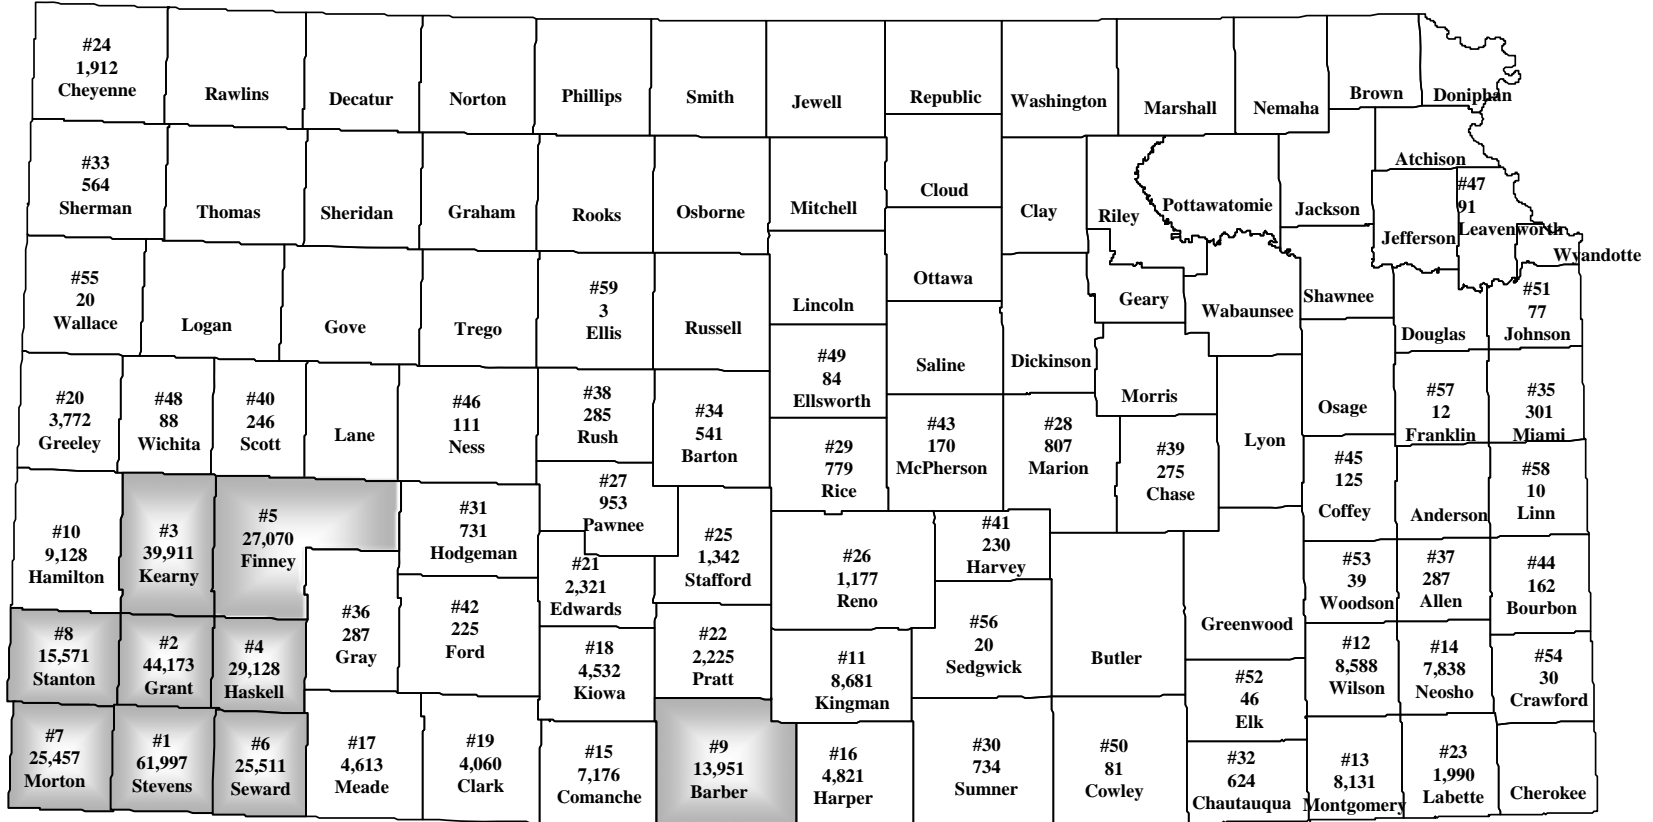 #24
1,912
Cheyenne
Rawlins
Decatur
Norton
Phillips
Smith
Jewell
Republic
Washington
Marshall
Nemaha
Brown
Doniphan
#33
564
Sherman
Thomas
Sheridan
Graham
Rooks
Osborne
Mitchell
Cloud
Clay
Riley
Pottawatomie
Jackson
Atchison
Jefferson
#47
91
Leavenworth
Wyandotte
#55
20
Wallace
Logan
Gove
Trego
#59
3
Ellis
Russell
Lincoln
Ottawa
Geary
Wabaunsee
Shawnee
Douglas
#51
77
Johnson
#20
3,772
Greeley
#48
88
Wichita
#40
246
Scott
Lane
#46
111
Ness
#38
285
Rush
#34
541
Barton
#49
84
Ellsworth
Saline
Dickinson
Morris
Osage
#57
12
Franklin
#35
301
Miami
#29
779
Rice
#43
170
McPherson
#28
807
Marion
#39
275
Chase
Lyon
#45
125
Coffey
Anderson
#58
10
Linn
#10
9,128
Hamilton
#3
39,911
Kearny
#5
27,070
Finney
#31
731
Hodgeman
#27
953
Pawnee
#21
2,321
Edwards
#25
1,342
Stafford
#26
1,177
Reno
#41
230
Harvey
#53
39
Woodson
#37
287
Allen
#44
162
Bourbon
#8
15,571
Stanton
#2
44,173
Grant
#4
29,128
Haskell
#36
287
Gray
#42
225
Ford
#18
4,532
Kiowa
#22
2,225
Pratt
#11
8,681
Kingman
#56
20
Sedgwick
Butler
Greenwood
#12
8,588
Wilson
#14
7,838
Neosho
#54
30
Crawford
#52
46
Elk
#7
25,457
Morton
#1
61,997
Stevens
#6
25,511
Seward
#17
4,613
Meade
#19
4,060
Clark
#15
7,176
Comanche
#9
13,951
Barber
#16
4,821
Harper
#30
734
Sumner
#50
81
Cowley
#32
624
Chautauqua
#13
8,131
Montgomery
#23
1,990
Labette
Cherokee